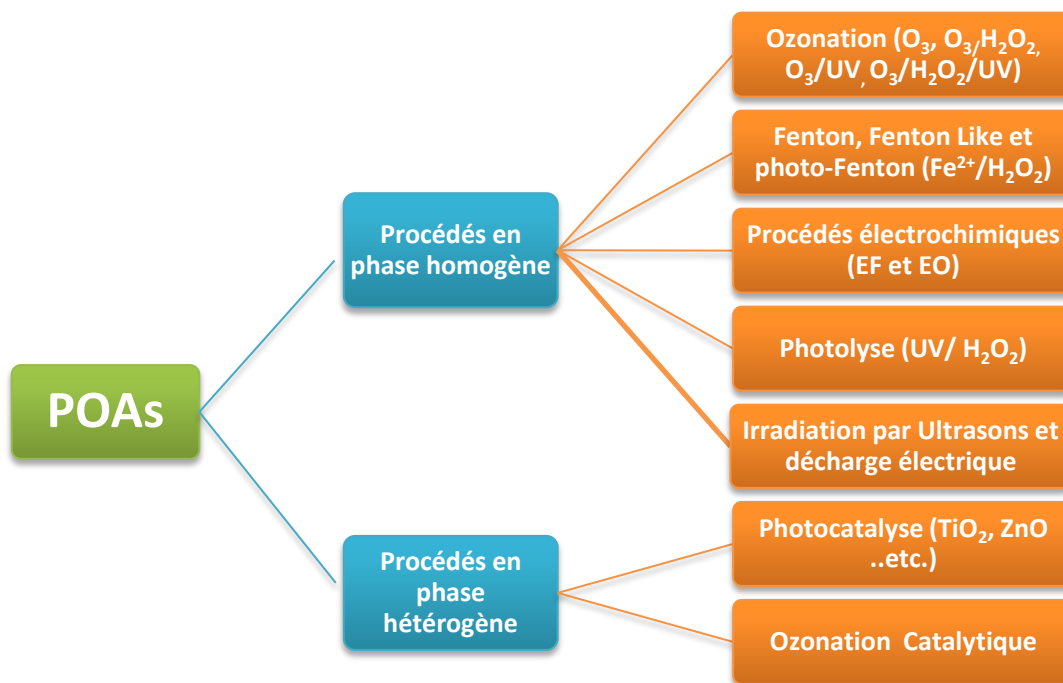 POAs
Procédés en
phase homogène
Ozonation (O₃, O₃/H₂O₂,
O₃/UV, O₃/H₂O₂/UV)
Fenton, Fenton Like et
photo-Fenton (Fe²⁺/H₂O₂)
Procédés électrochimiques
(EF et EO)
Photolyse (UV/ H₂O₂)
Irradiation par Ultrasons et
décharge électrique
Procédés en
phase
hétérogène
Photocatalyse (TiO₂, ZnO
..etc.)
Ozonation Catalytique